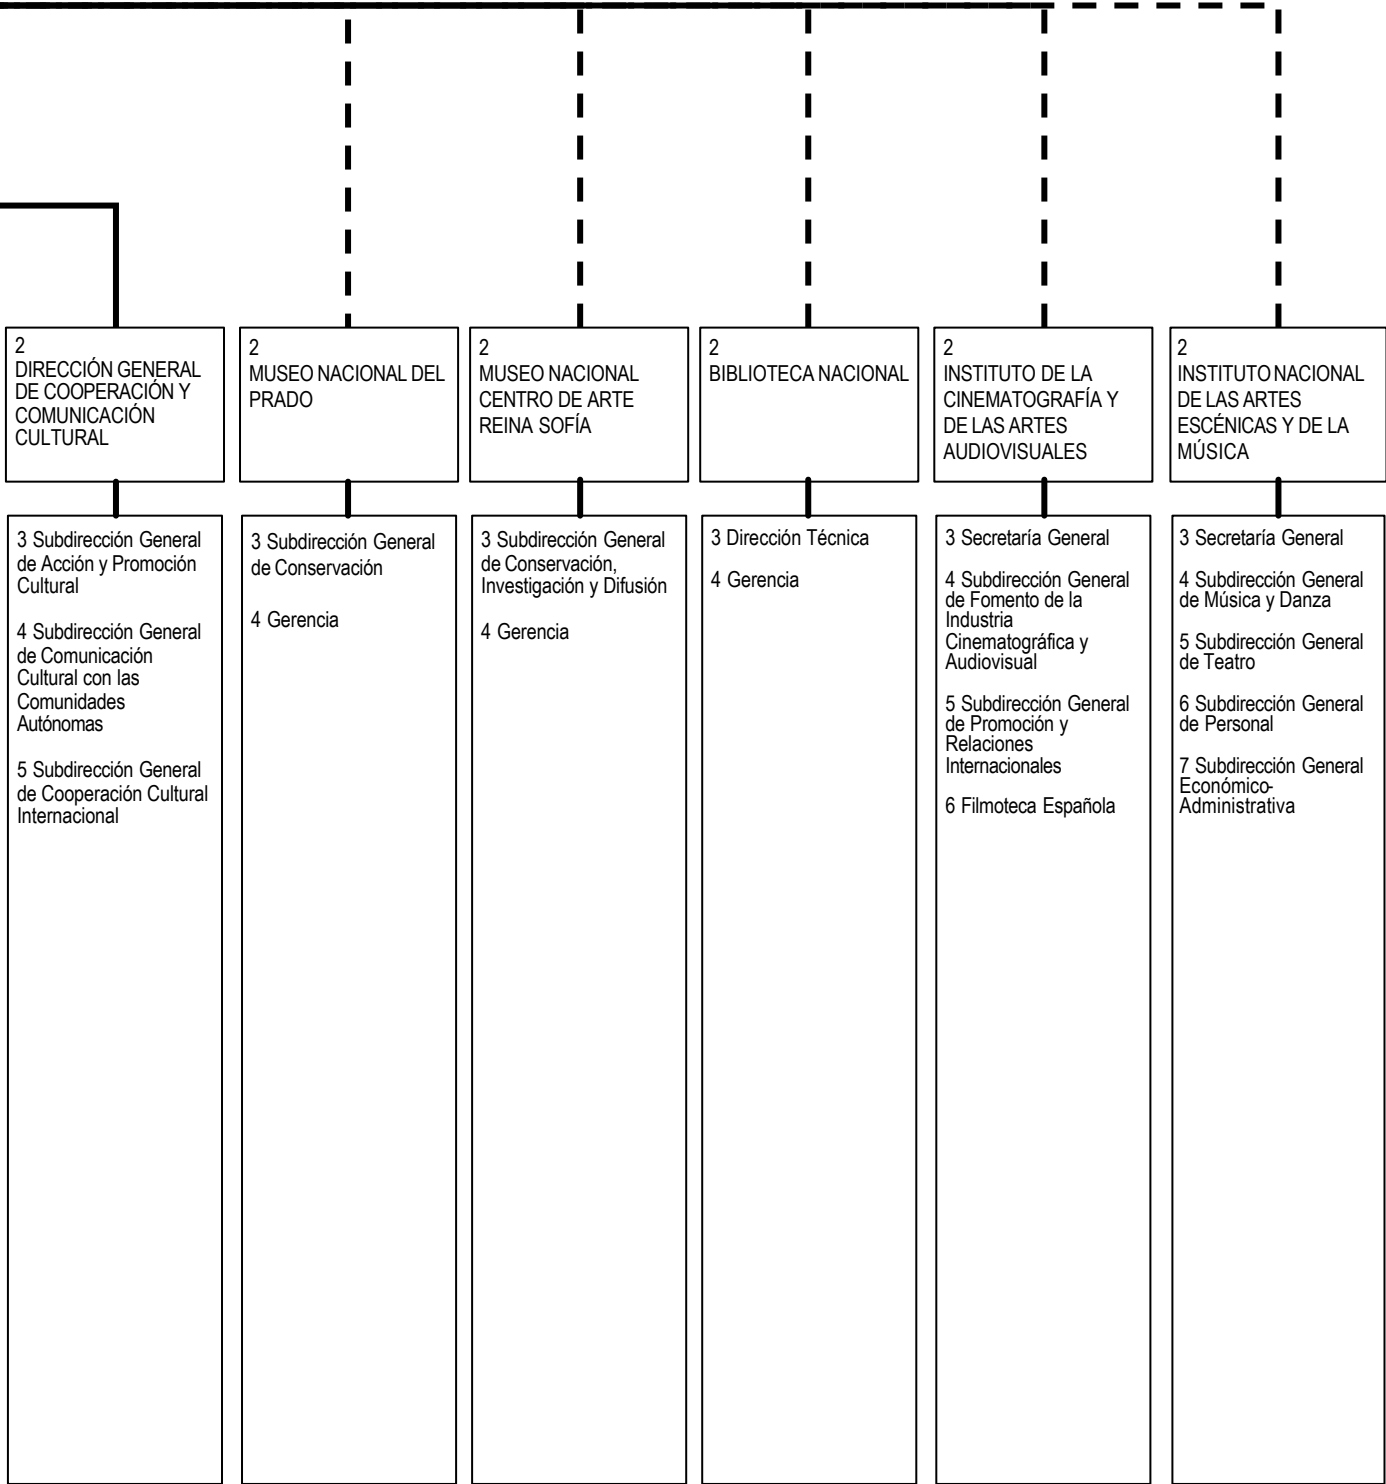 2
DIRECCIÓN GENERAL
DE COOPERACIÓN Y
COMUNICACIÓN
CULTURAL
3 Subdirección General
de Acción y Promoción
Cultural
4 Subdirección General
de Comunicación
Cultural con las
Comunidades
Autónomas
5 Subdirección General
de Cooperación Cultural
Internacional
2
MUSEO NACIONAL DEL
PRADO
3 Subdirección General
de Conservación
4 Gerencia
2
MUSEO NACIONAL
CENTRO DE ARTE
REINA SOFÍA
3 Subdirección General
de Conservación,
Investigación y Difusión
4 Gerencia
2
BIBLIOTECA NACIONAL
3 Dirección Técnica
4 Gerencia
2
INSTITUTO DE LA
CINEMATOGRAFÍA Y
DE LAS ARTES
AUDIOVISUALES
3 Secretaría General
4 Subdirección General
de Fomento de la
Industria
Cinematográfica y
Audiovisual
5 Subdirección General
de Promoción y
Relaciones
Internacionales
6 Filmoteca Española
2
INSTITUTO NACIONAL
DE LAS ARTES
ESCÉNICAS Y DE LA
MÚSICA
3 Secretaría General
4 Subdirección General
de Música y Danza
5 Subdirección General
de Teatro
6 Subdirección General
de Personal
7 Subdirección General
Económico-
Administrativa